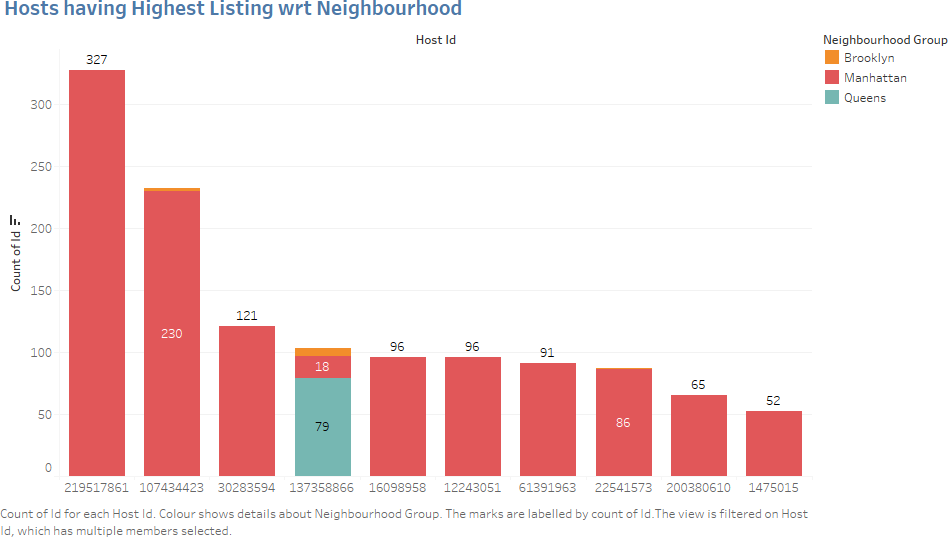 Hosts having Highest Listing wrt Neighbourhood
Host Id
Neighbourhood Group
Brooklyn
Manhattan
Queens
Count of Id
300
250
200
150
100
50
0
327
230
121
18
79
96
96
91
86
65
52
219517861 107434423 30283594 137358866 16098958 12243051 61391963 22541573 200380610 1475015
Count of Id for each Host Id. Colour shows details about Neighbourhood Group. The marks are labelled by count of Id.The view is filtered on Host
Id, which has multiple members selected.